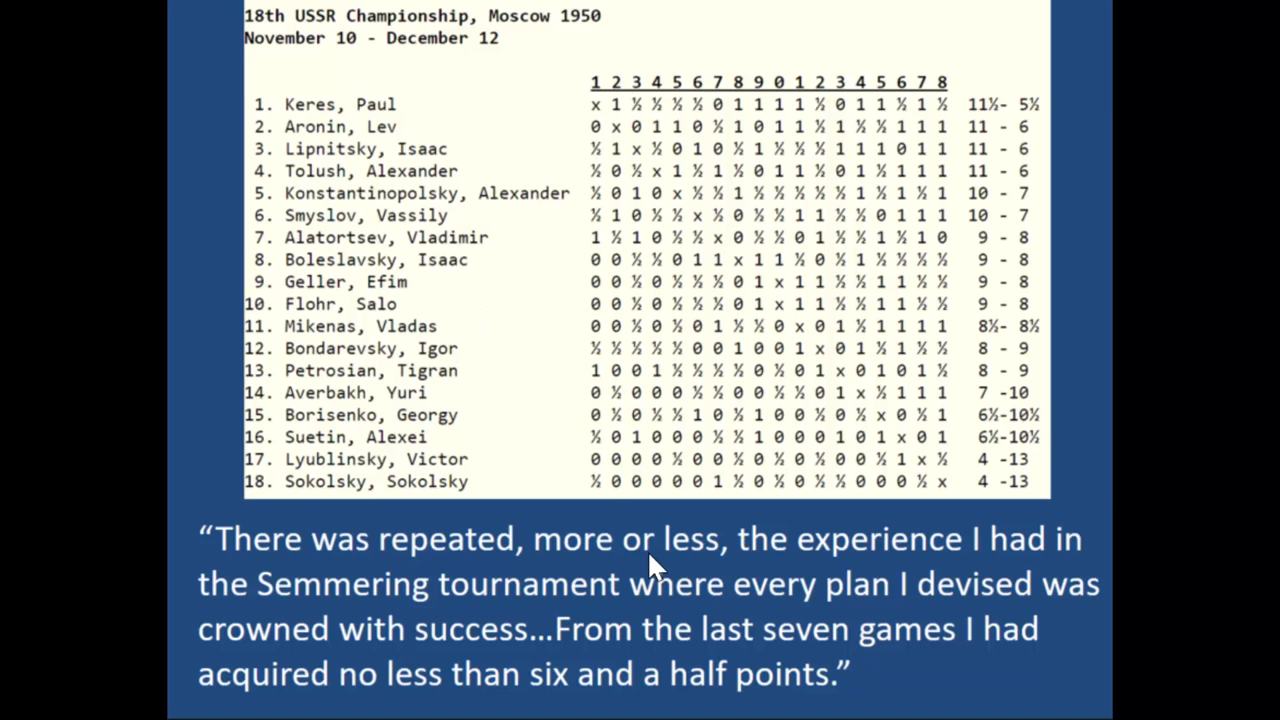 18th USSR Championship, Moscow 1950
November 10 - December 12
1 2 3 4 5 6 7 8 9 0 1 2 3 4 5 6 7 8
1. Keres, Paul x 1 ½ ½ ½ ½ 0 1 1 1 1 ½ 0 1 1 ½ 1 ½ 11½- 5½
2. Aronin, Lev 0 x 0 1 1 0 ½ 1 0 1 1 ½ 1 ½ ½ 1 1 1 11 - 6
3. Lipnitsky, Isaac ½ 1 x ½ 0 1 0 ½ 1 ½ ½ ½ 1 1 1 0 1 1 11 - 6
4. Tolush, Alexander ½ 0 ½ x 1 ½ 1 ½ 0 1 1 ½ 0 1 ½ 1 1 1 11 - 6
5. Konstantinopolsky, Alexander ½ 0 1 0 x ½ ½ 1 ½ ½ ½ ½ ½ 1 ½ 1 ½ 1 10 - 7
6. Smyslov, Vassily ½ 1 0 ½ ½ x ½ 0 ½ ½ 1 1 ½ ½ 0 1 1 1 10 - 7
7. Alatortsev, Vladimir 1 ½ 1 0 ½ ½ x 0 ½ ½ 0 1 ½ ½ 1 ½ 1 0 9 - 8
8. Boleslavsky, Isaac 0 0 ½ ½ 0 1 1 x 1 1 ½ 0 ½ 1 ½ ½ ½ ½ 9 - 8
9. Geller, Efim 0 1 0 1 ½ ½ ½ 0 x 0 ½ 1 1 1 0 0 1 1 9 - 8
10. Flohr, Salo 0 0 ½ 0 ½ ½ ½ 0 1 x 1 1 ½ ½ 1 1 ½ ½ 9 - 8
11. Mikenas, Vladas 0 0 ½ 0 ½ 0 1 ½ ½ 0 x 0 1 ½ 1 1 1 1 8½- 8½
12. Bondarevsky, Igor ½ ½ ½ ½ ½ 0 0 1 0 0 1 x 0 1 ½ 1 ½ ½ 8 - 9
13. Petrosian, Tigran 1 0 0 1 ½ ½ ½ ½ 0 ½ 0 1 x 0 1 0 1 ½ 8 - 9
14. Averbakh, Yuri 0 ½ 0 0 0 ½ ½ 0 0 ½ ½ 0 1 x ½ 1 1 1 7 -10
15. Borisenko, Georgy 0 ½ 0 ½ ½ 1 0 ½ 1 0 0 ½ 0 ½ x 0 ½ 1 6½-10½
16. Suetin, Alexei ½ 0 1 0 0 0 ½ ½ 1 0 0 0 1 0 1 x 0 1 6½-10½
17. Lyublinsky, Victor 0 0 0 0 ½ 0 0 ½ 0 ½ 0 ½ 0 0 ½ 1 x ½ 4 -13
18. Sokolsky, Sokolsky ½ 0 0 0 0 0 1 ½ 0 ½ 0 ½ ½ 0 0 0 ½ x 4 -13
“There was repeated, more or less, the experience I had in
the Semmering tournament where every plan I devised was
crowned with success…From the last seven games I had
acquired no less than six and a half points.”